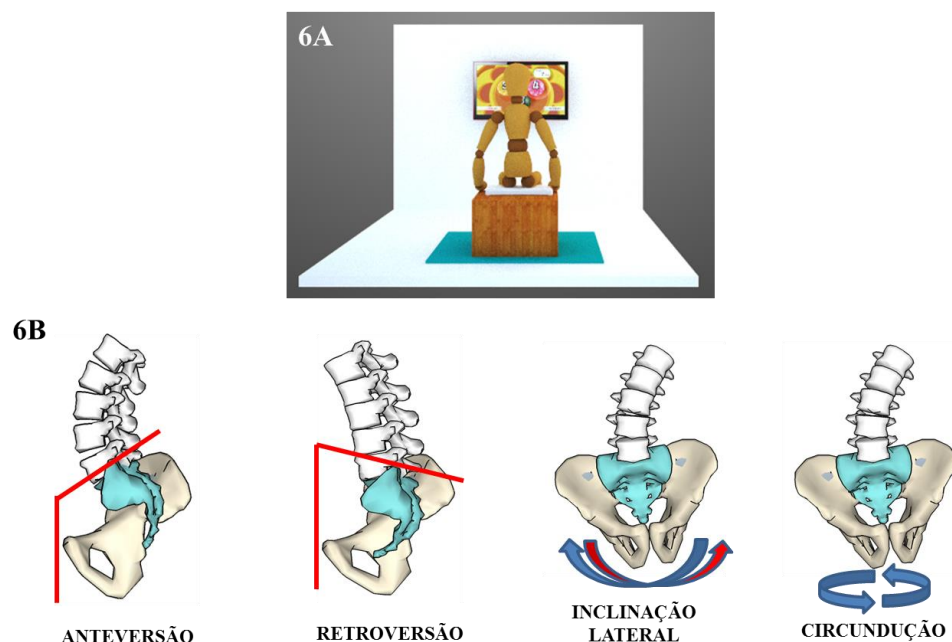 6A
6B
ANTEVERSÃO
RETROVERSÃO
INCLINAÇÃO
LATERAL
CIRCUNDUÇÃO